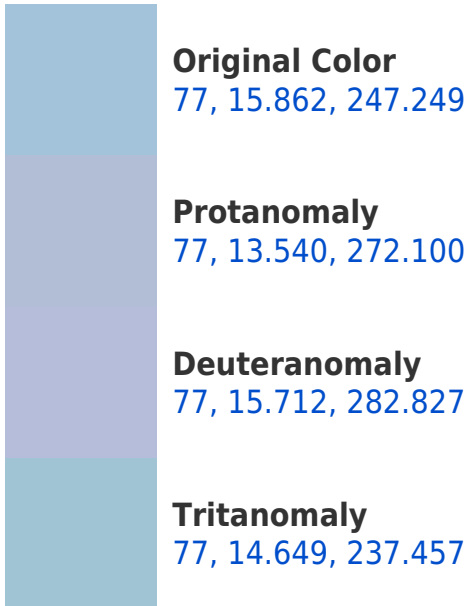 Original Color
77, 15.862, 247.249
Protanomaly
77, 13.540, 272.100
Deuteranomaly
77, 15.712, 282.827
Tritanomaly
77, 14.649, 237.457